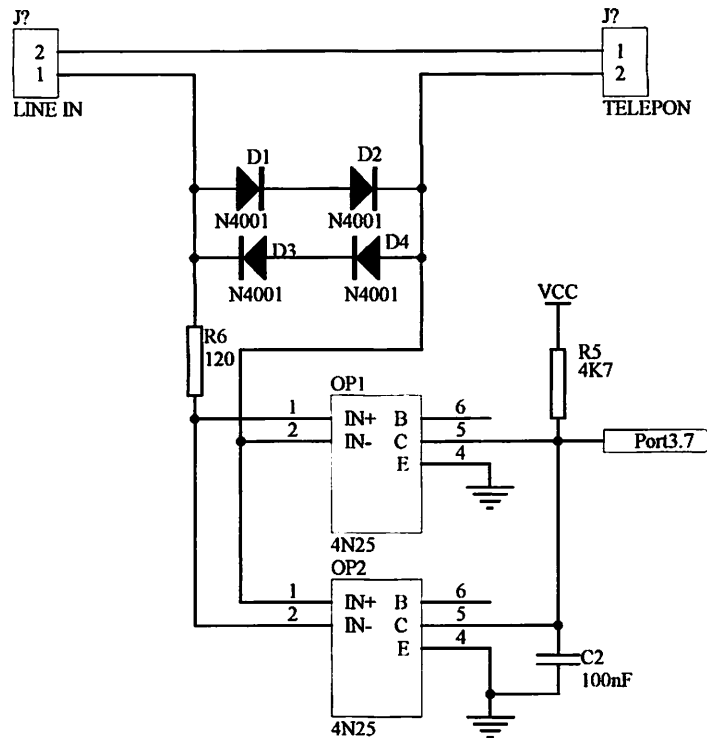 J?
2
1
LINE IN
J?
1
2
TELEPON
D1
N4001
D2
N4001
D3
N4001
D4
N4001
R6
120
VCC
R5
4K7
Port3.7
OP1
1
2
IN+
IN-
B
C
E
6
5
4
4N25
OP2
1
2
IN+
IN-
B
C
E
6
5
4
4N25
C2
100nF